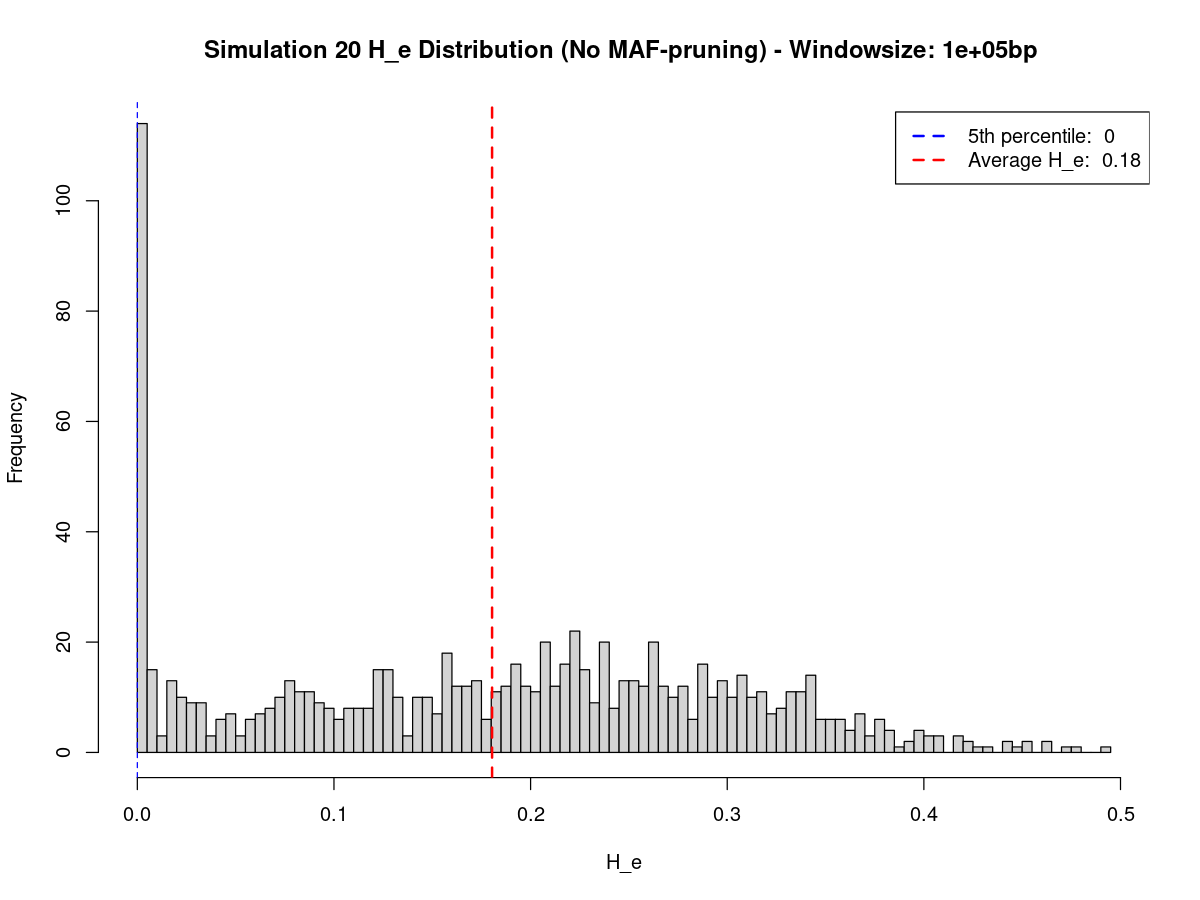 Simulation 20 H_e Distribution (No MAF-pruning) - Windowsize: 1e+05bp
5th percentile:  0
Average H_e:  0.18
Frequency
100
80
60
40
20
0
0.0 0.1 0.2 0.3 0.4 0.5
H_e